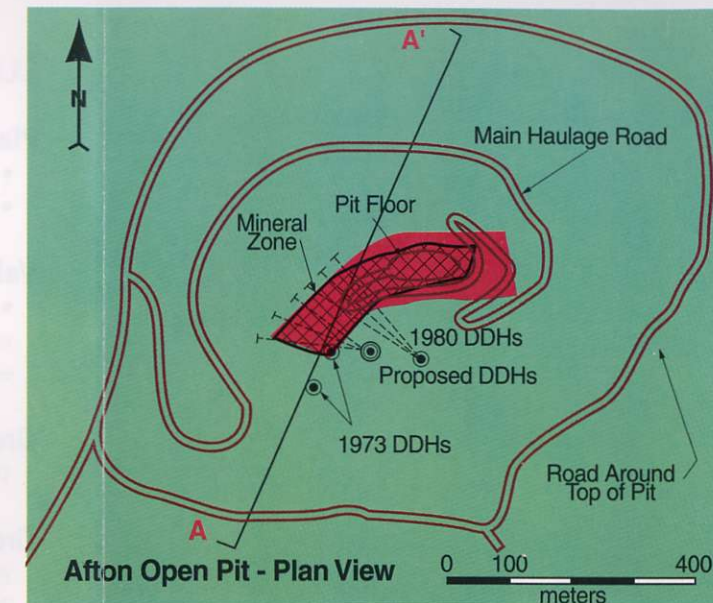 A'
N
Main Haulage Road
Pit Floor
Mineral
Zone
1980 DDHs
Proposed DDHs
1973 DDHs
Road Around
Top of Pit
A
Afton Open Pit - Plan View
0 100 400
meters